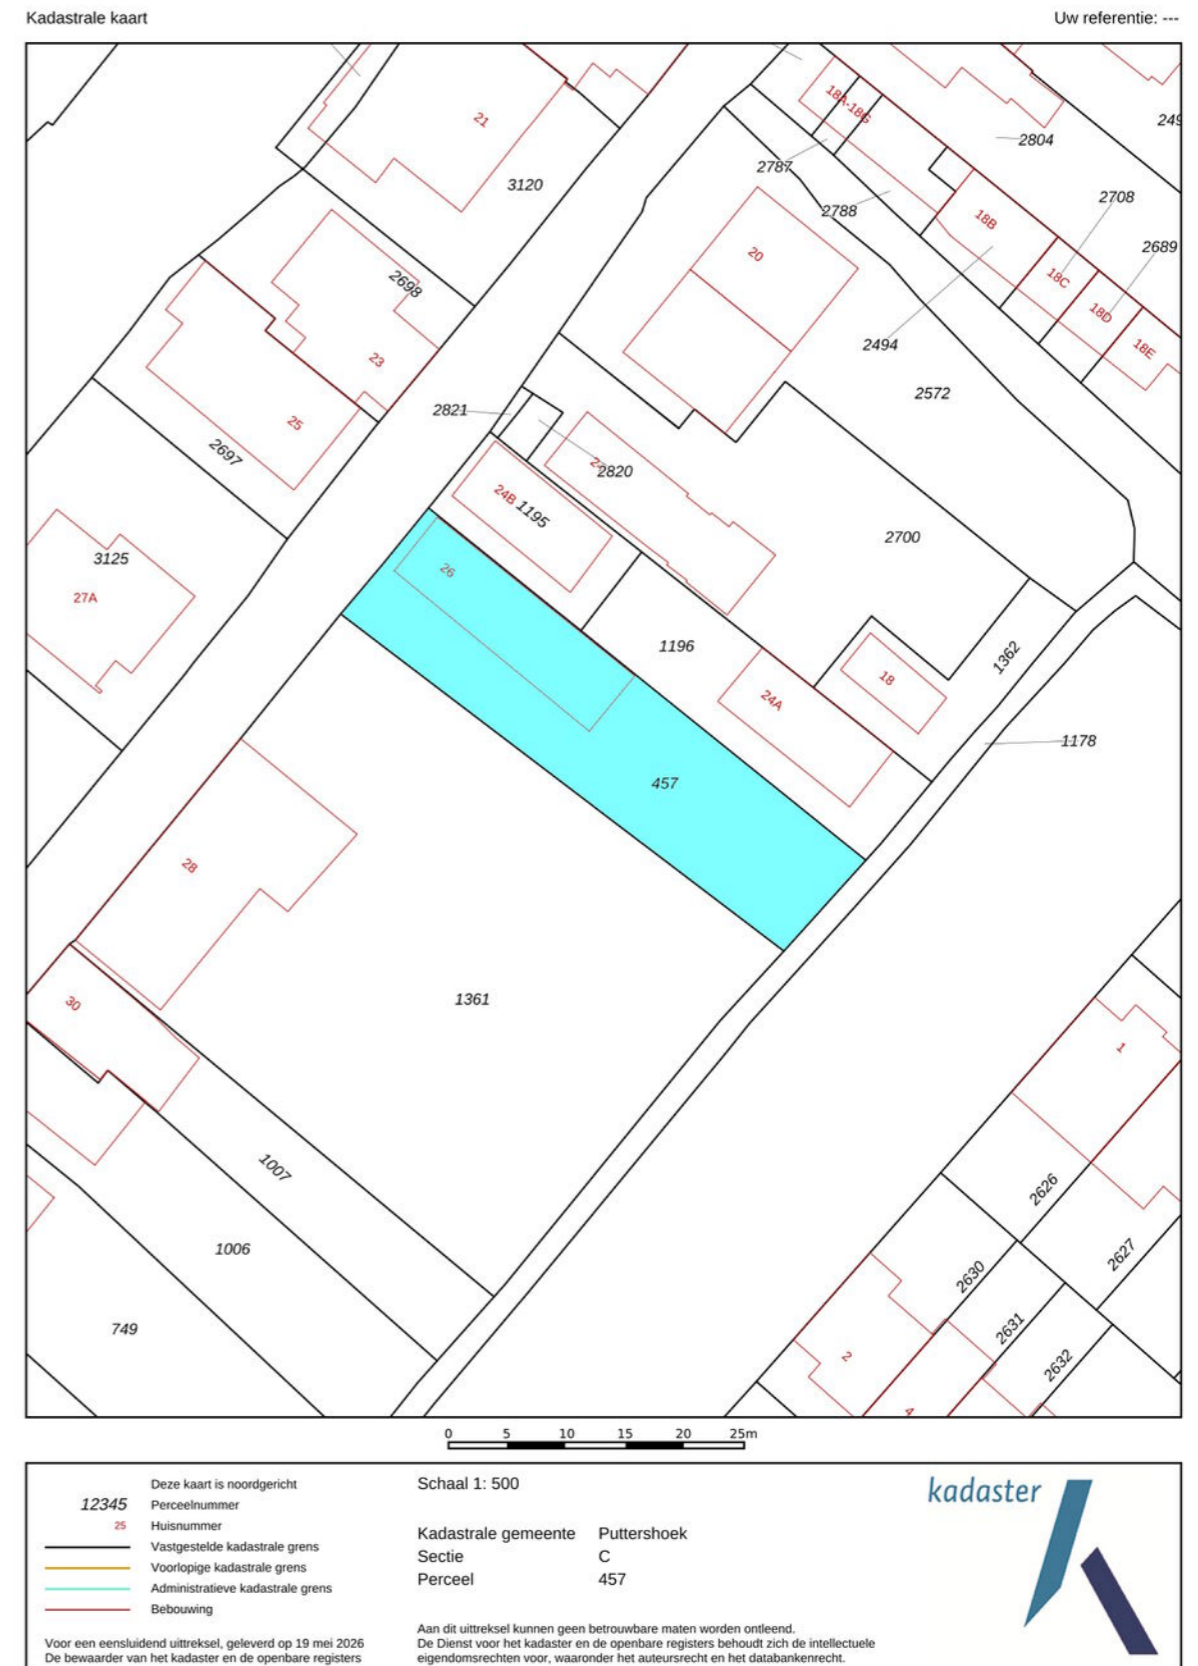 Kadastrale kaart
Uw referentie: ---
18A-18G
21
249
2804
2787
3120
2708
2788
18B
2689
20
18C
2698
18D
2494
18E
23
2572
2821
25
2697
2820
24B
1195
2700
3125
26
27A
1196
1362
18
24A
1178
457
28
1361
30
1
1007
2626
1006
2627
2630
749
2631
2
2632
4
0 5 10 15 20 25m
Deze kaart is noordgericht
12345 Perceelnummer
25 Huisnummer
Vastgestelde kadastrale grens
Voorlopige kadastrale grens
Administratieve kadastrale grens
Bebouwing
Voor een eensluidend uittreksel, geleverd op 19 mei 2026
De bewaarder van het kadaster en de openbare registers
Schaal 1: 500
Kadastrale gemeente Puttershoek
Sectie C
Perceel 457
Aan dit uittreksel kunnen geen betrouwbare maten worden ontleend.
De Dienst voor het kadaster en de openbare registers behoudt zich de intellectuele
eigendomsrechten voor, waaronder het auteursrecht en het databankenrecht.
kadaster